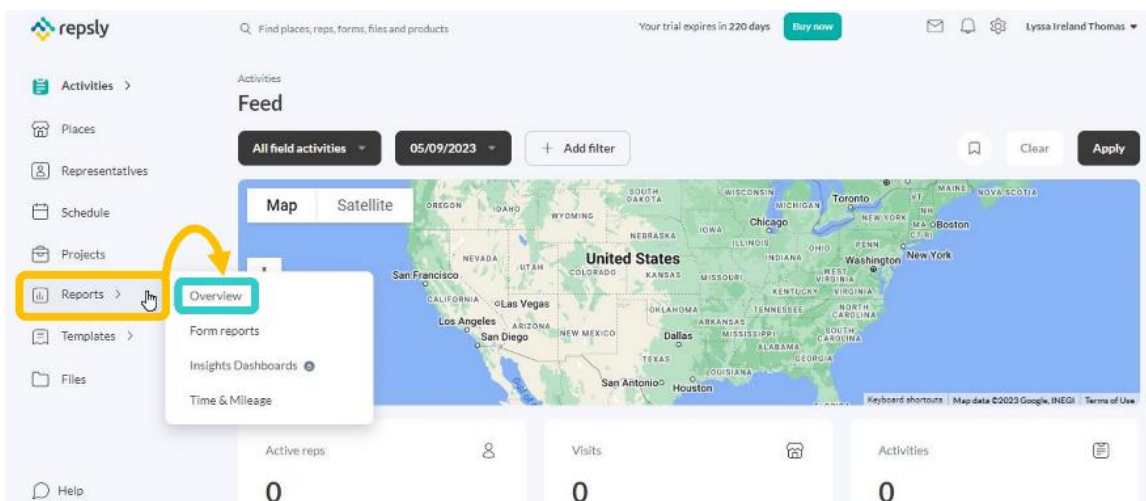 repsly
Find places, reps, forms, files and products
Your trial expires in 220 days
Buy now
Lyssa Ireland Thomas
Activities
Places
Representatives
Schedule
Projects
Reports
Templates
Files
Help
Overview
Form reports
Insights Dashboards
Time & Mileage
Activities
Feed
All field activities
05/09/2023
+ Add filter
Clear
Apply
Map
Satellite
OREGON
IDAHO
WYOMING
SOUTH
DAKOTA
WISCONSIN
MICHIGAN
Toronto
VT
MAINE
NOVA SCOTIA
NH
NEW YORK
MA
Boston
CT RI
Chicago
IOWA
NEBRASKA
ILLINOIS
INDIANA
OHIO
PENN
New York
Washington
NEVADA
UTAH
COLORADO
United States
KANSAS
MISSOURI
WEST
VIRGINIA
KENTUCKY
VIRGINIA
San Francisco
CALIFORNIA
Las Vegas
Los Angeles
San Diego
ARIZONA
NEW MEXICO
OKLAHOMA
ARKANSAS
TENNESSEE
NORTH
CAROLINA
SOUTH
CAROLINA
Dallas
MISSISSIPPI
ALABAMA
GEORGIA
TEXAS
LOUISIANA
San Antonio
Houston
Keyboard shortcuts
Map data ©2023 Google, INEGI
Terms of Use
Active reps
0
Visits
0
Activities
0